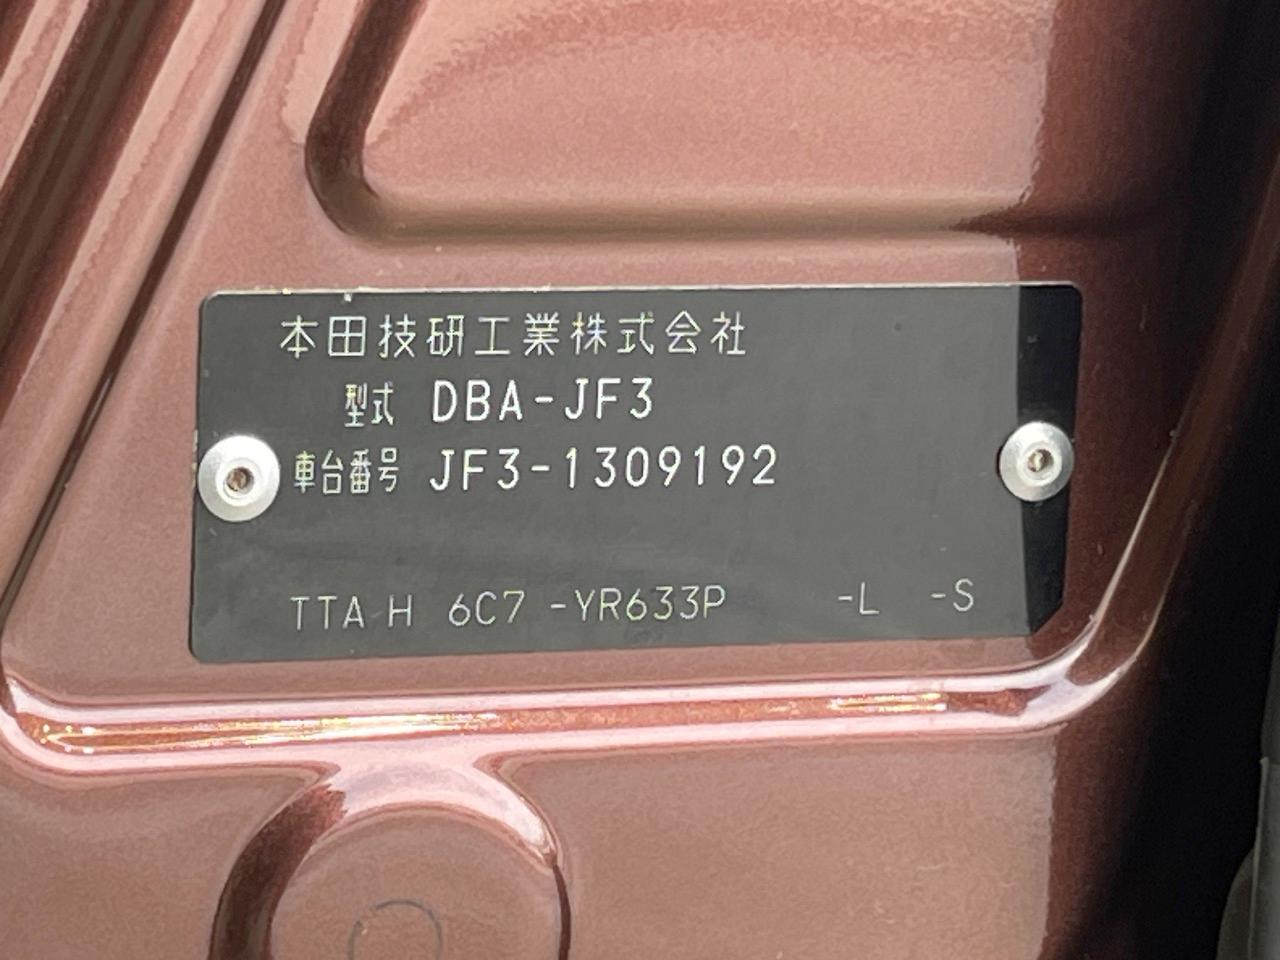 本田技研工業株式会社
型式 DBA-JF3
車台番号 JF3-1309192
TTA H 6C7 -YR633P -L -S